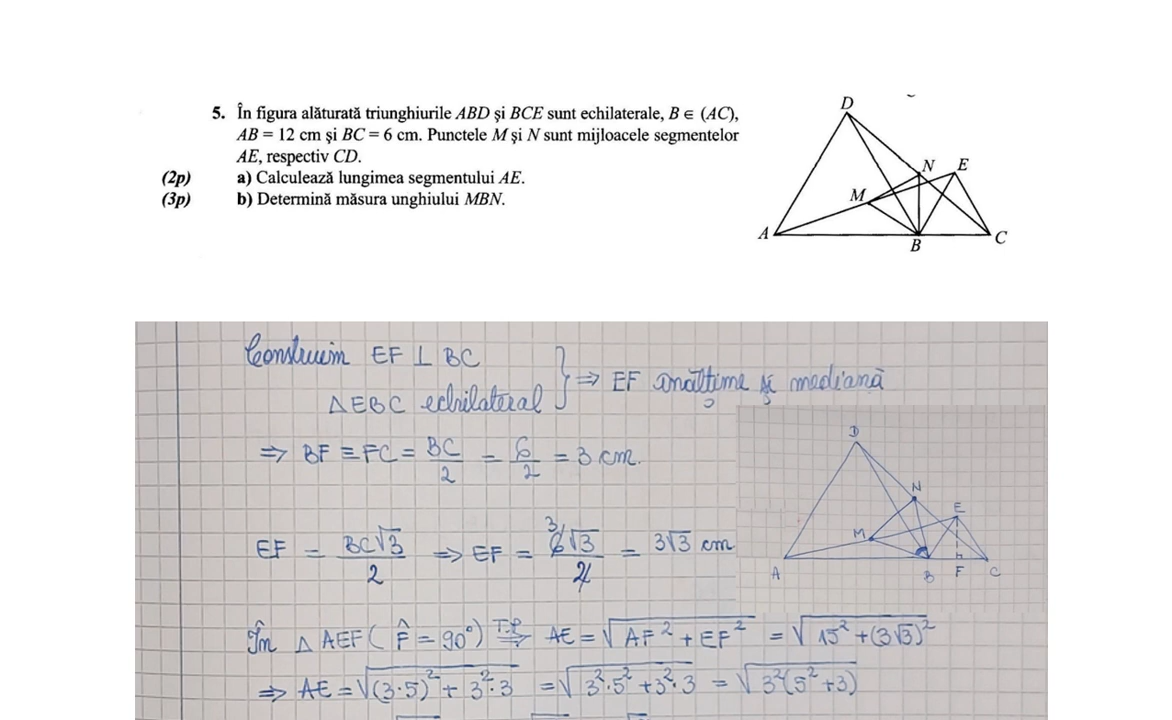 5. În figura alăturată triunghiurile ABD și BCE sunt echilaterale, B ∈ (AC),
AB = 12 cm și BC = 6 cm. Punctele M și N sunt mijloacele segmentelor
AE, respectiv CD.
(2p) a) Calculează lungimea segmentului AE.
(3p) b) Determină măsura unghiului MBN.
D
N E
M
A
B
C
Construim EF ⊥ BC
ΔEBC echilateral } ⇒ EF înălțime și mediană
⇒ BF ≡ FC = BC/2 = 6/2 = 3 cm.
EF = BC√3/2 ⇒ EF = 6√3/2 = 3√3 cm
D
N
E
M
A B F C
În Δ AEF (F̂ = 90°) T.P ⇒ AE = √(AF² + EF²) = √(15² + (3√3)²)
⇒ AE = √((3·5)² + 3²·3) = √(3²·5² + 3²·3) = √(3²(5² + 3))